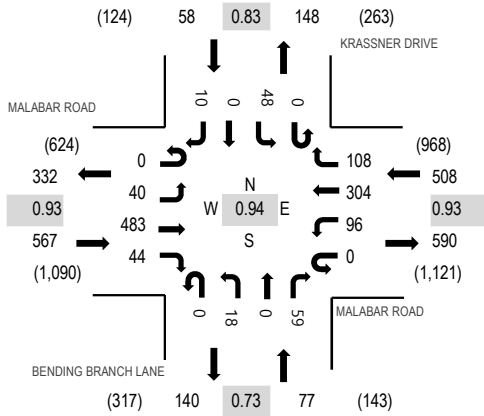 (124) 58 0.83 148 (263)
KRASSNER DRIVE
MALABAR ROAD
10 0 48 0
(624) (968)
332 0 108 508
40 N 304
0.93 W 0.94 E 0.93
483 96
567 S 590
44 0
(1,090) (1,121)
0 18 0 59
MALABAR ROAD
BENDING BRANCH LANE
(317) 140 0.73 77 (143)